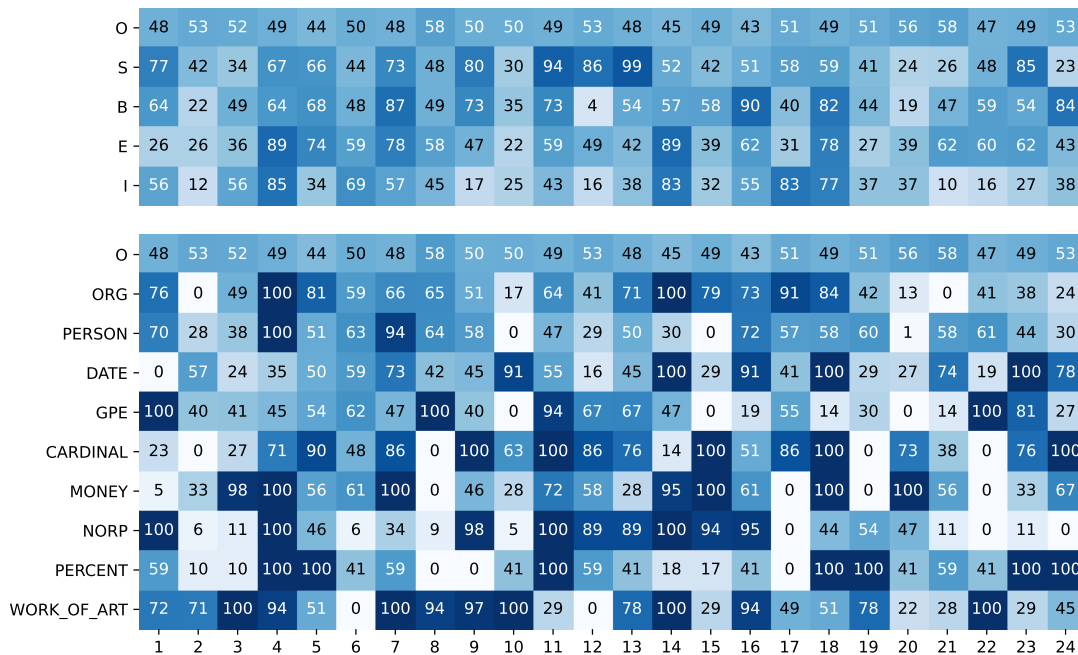 O 48 53 52 49 44 50 48 58 50 50 49 53 48 45 49 43 51 49 51 56 58 47 49 53
S 77 42 34 67 66 44 73 48 80 30 94 86 99 52 42 51 58 59 41 24 26 48 85 23
B 64 22 49 64 68 48 87 49 73 35 73 4 54 57 58 90 40 82 44 19 47 59 54 84
E 26 26 36 89 74 59 78 58 47 22 59 49 42 89 39 62 31 78 27 39 62 60 62 43
I 56 12 56 85 34 69 57 45 17 25 43 16 38 83 32 55 83 77 37 37 10 16 27 38
O 48 53 52 49 44 50 48 58 50 50 49 53 48 45 49 43 51 49 51 56 58 47 49 53
ORG 76 0 49 100 81 59 66 65 51 17 64 41 71 100 79 73 91 84 42 13 0 41 38 24
PERSON 70 28 38 100 51 63 94 64 58 0 47 29 50 30 0 72 57 58 60 1 58 61 44 30
DATE 0 57 24 35 50 59 73 42 45 91 55 16 45 100 29 91 41 100 29 27 74 19 100 78
GPE 100 40 41 45 54 62 47 100 40 0 94 67 67 47 0 19 55 14 30 0 14 100 81 27
CARDINAL 23 0 27 71 90 48 86 0 100 63 100 86 76 14 100 51 86 100 0 73 38 0 76 100
MONEY 5 33 98 100 56 61 100 0 46 28 72 58 28 95 100 61 0 100 0 100 56 0 33 67
NORP 100 6 11 100 46 6 34 9 98 5 100 89 89 100 94 95 0 44 54 47 11 0 11 0
PERCENT 59 10 10 100 100 41 59 0 0 41 100 59 41 18 17 41 0 100 100 41 59 41 100 100
WORK_OF_ART 72 71 100 94 51 0 100 94 97 100 29 0 78 100 29 94 49 51 78 22 28 100 29 45
1 2 3 4 5 6 7 8 9 10 11 12 13 14 15 16 17 18 19 20 21 22 23 24